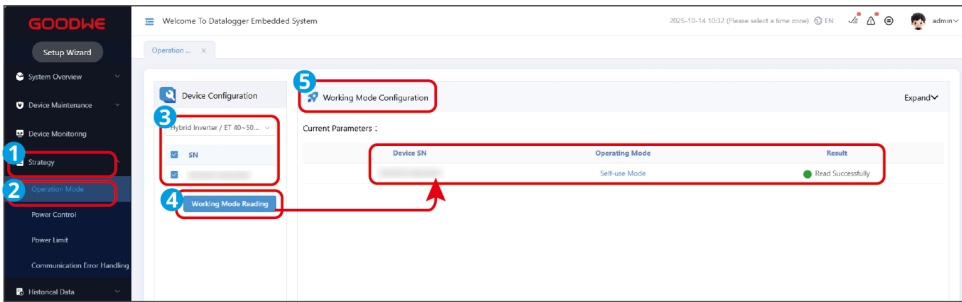 GOODWE
Welcome To Datalogger Embedded System
2025-10-14 10:32 (Please select a time zone) EN
admin
Setup Wizard
Operation ... ×
System Overview
Device Maintenance
Device Monitoring
1 Strategy
2 Operation Mode
Power Control
Power Limit
Communication Error Handling
Historical Data
Device Configuration
3
Hybrid Inverter / ET 40~50...
SN
4 Working Mode Reading
5 Working Mode Configuration
Expand
Current Parameters :
Device SN Operating Mode Result
Self-use Mode Read Successfully